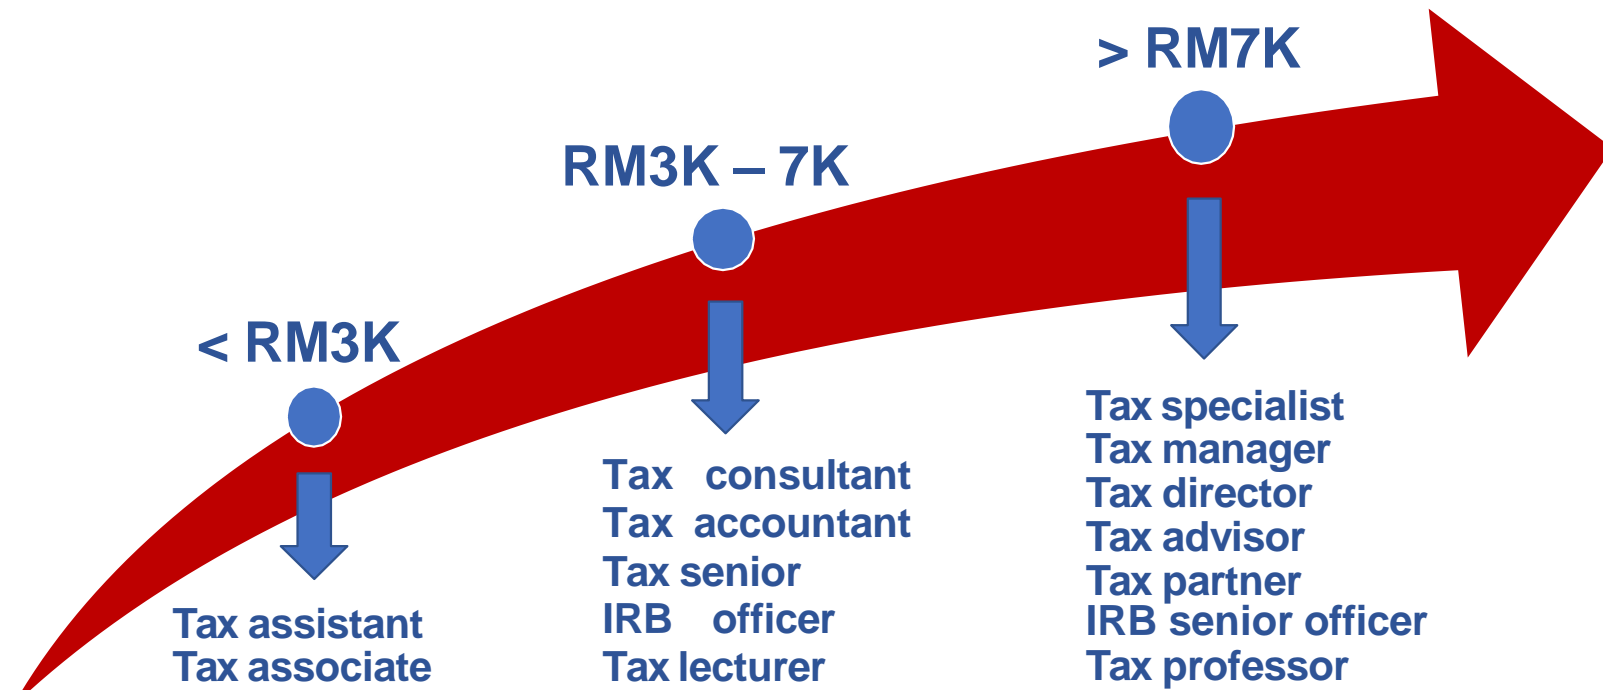 < RM3K
Tax assistant
Tax associate
RM3K – 7K
Tax consultant
Tax accountant
Tax senior
IRB officer
Tax lecturer
> RM7K
Tax specialist
Tax manager
Tax director
Tax advisor
Tax partner
IRB senior officer
Tax professor